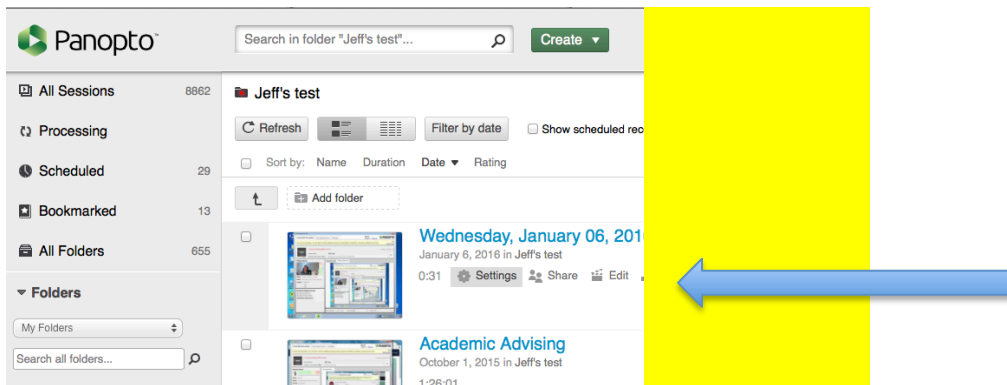 Panopto
Search in folder "Jeff's test"...
Create
All Sessions 8862
Processing
Scheduled 29
Bookmarked 13
All Folders 655
Folders
My Folders
Search all folders...
Jeff's test
Refresh
Filter by date
Show scheduled rec
Sort by: Name Duration Date Rating
Add folder
Wednesday, January 06, 201
January 6, 2016 in Jeff's test
0:31 Settings Share Edit
Academic Advising
October 1, 2015 in Jeff's test
1:26:01